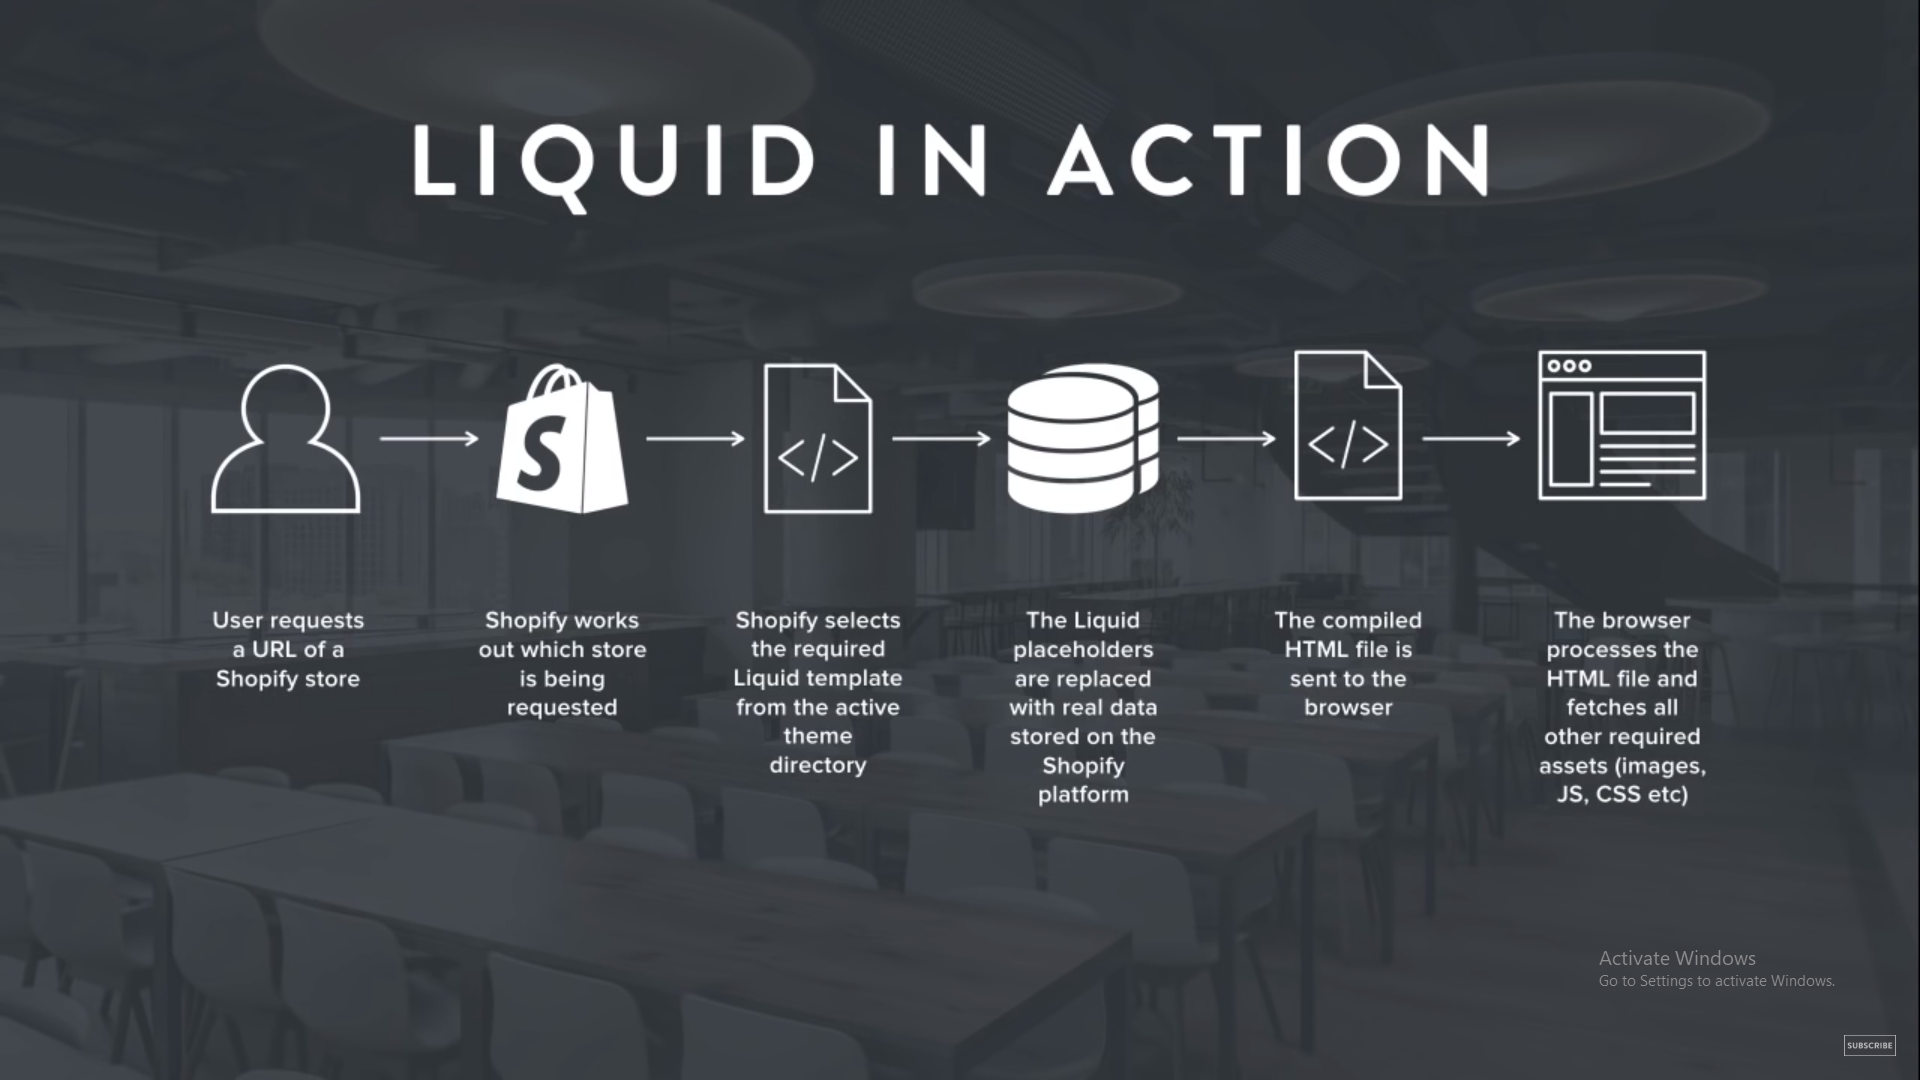 LIQUID IN ACTION
S
</>
</>
User requests
a URL of a
Shopify store
Shopify works
out which store
is being
requested
Shopify selects
the required
Liquid template
from the active
theme
directory
The Liquid
placeholders
are replaced
with real data
stored on the
Shopify
platform
The compiled
HTML file is
sent to the
browser
The browser
processes the
HTML file and
fetches all
other required
assets (images,
JS, CSS etc)
Activate Windows
Go to Settings to activate Windows.
SUBSCRIBE